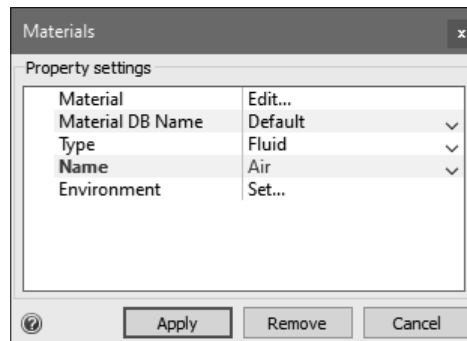 Materials x
Property settings
Material Edit...
Material DB Name Default
Type Fluid
Name Air
Environment Set...
? Apply Remove Cancel